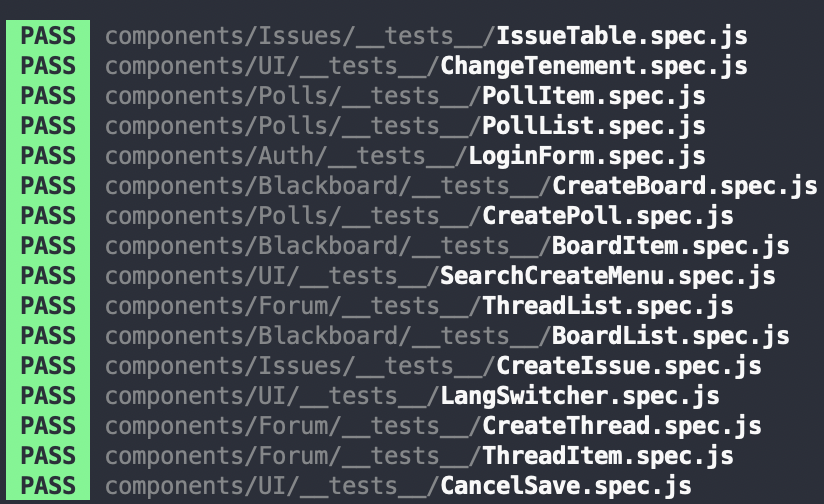 PASS components/Issues/__tests__/IssueTable.spec.js
PASS components/UI/__tests__/ChangeTenement.spec.js
PASS components/Polls/__tests__/PollItem.spec.js
PASS components/Polls/__tests__/PollList.spec.js
PASS components/Auth/__tests__/LoginForm.spec.js
PASS components/Blackboard/__tests__/CreateBoard.spec.js
PASS components/Polls/__tests__/CreatePoll.spec.js
PASS components/Blackboard/__tests__/BoardItem.spec.js
PASS components/UI/__tests__/SearchCreateMenu.spec.js
PASS components/Forum/__tests__/ThreadList.spec.js
PASS components/Blackboard/__tests__/BoardList.spec.js
PASS components/Issues/__tests__/CreateIssue.spec.js
PASS components/UI/__tests__/LangSwitcher.spec.js
PASS components/Forum/__tests__/CreateThread.spec.js
PASS components/Forum/__tests__/ThreadItem.spec.js
PASS components/UI/__tests__/CancelSave.spec.js